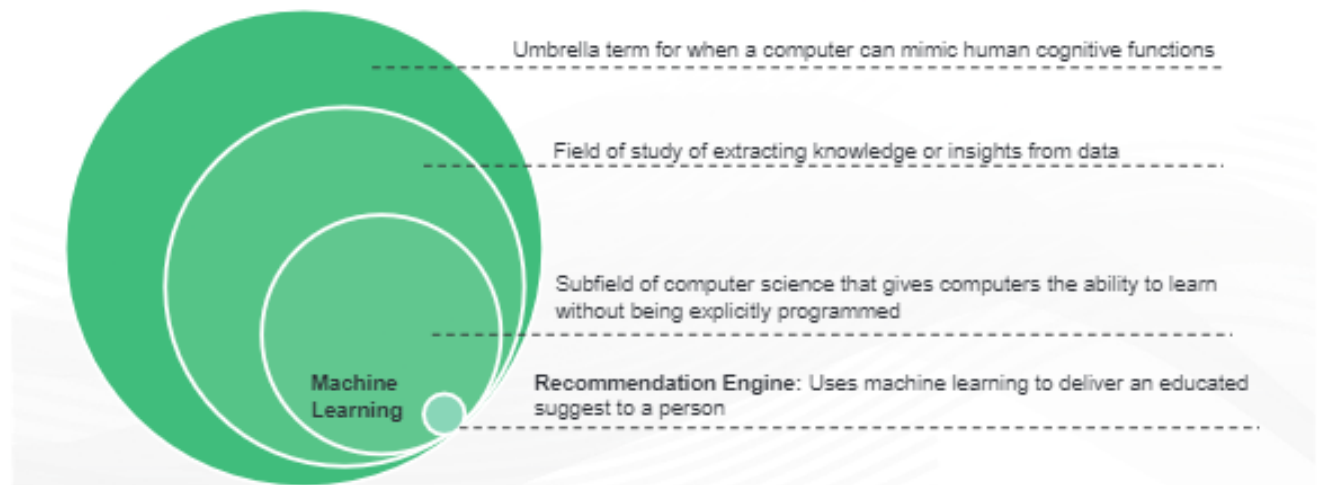 Umbrella term for when a computer can mimic human cognitive functions
Field of study of extracting knowledge or insights from data
Subfield of computer science that gives computers the ability to learn
without being explicitly programmed
Machine
Learning
Recommendation Engine: Uses machine learning to deliver an educated
suggest to a person